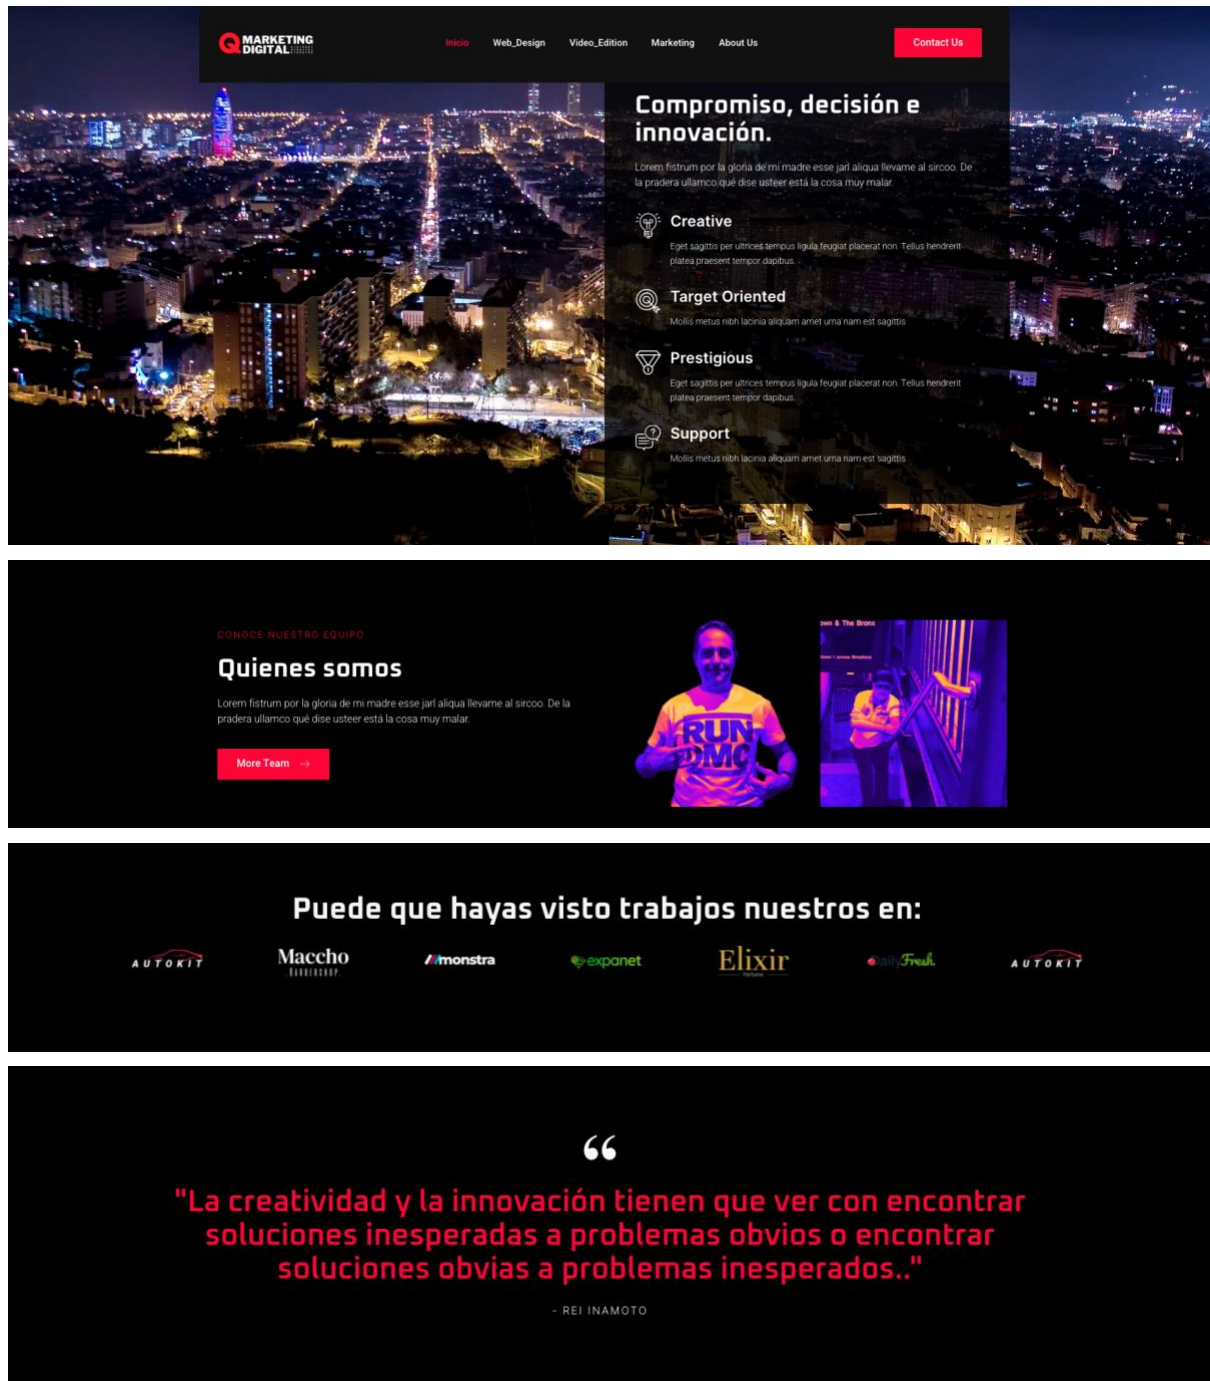 MARKETING
DIGITAL
Inicio
Web_Design
Video_Edition
Marketing
About Us
Contact Us
Compromiso, decisión e
innovación.
Lorem fistrum por la gloria de mi madre esse jarl aliqua llevame al sircoo. De
la pradera ullamco qué dise usteer está la cosa muy malar.
Creative
Eget sagittis per ultrices tempus ligula feugiat placerat non. Tellus hendrerit
platea praesent tempor dapibus.
Target Oriented
Mollis metus nibh lacinia aliquam amet urna nam est sagittis
Prestigious
Eget sagittis per ultrices tempus ligula feugiat placerat non. Tellus hendrerit
platea praesent tempor dapibus.
Support
Mollis metus nibh lacinia aliquam amet urna nam est sagittis
CONOCE NUESTRO EQUIPO
Quienes somos
Lorem fistrum por la gloria de mi madre esse jarl aliqua llevame al sircoo. De la
pradera ullamco qué dise usteer está la cosa muy malar.
More Team
RUN
DMC
own & The Bronx
Puede que hayas visto trabajos nuestros en:
AUTOKIT
Maccho
BARBERSHOP
monstra
expanet
Elixir
DailyFresh
AUTOKIT
"La creatividad y la innovación tienen que ver con encontrar
soluciones inesperadas a problemas obvios o encontrar
soluciones obvias a problemas inesperados.."
- REI INAMOTO